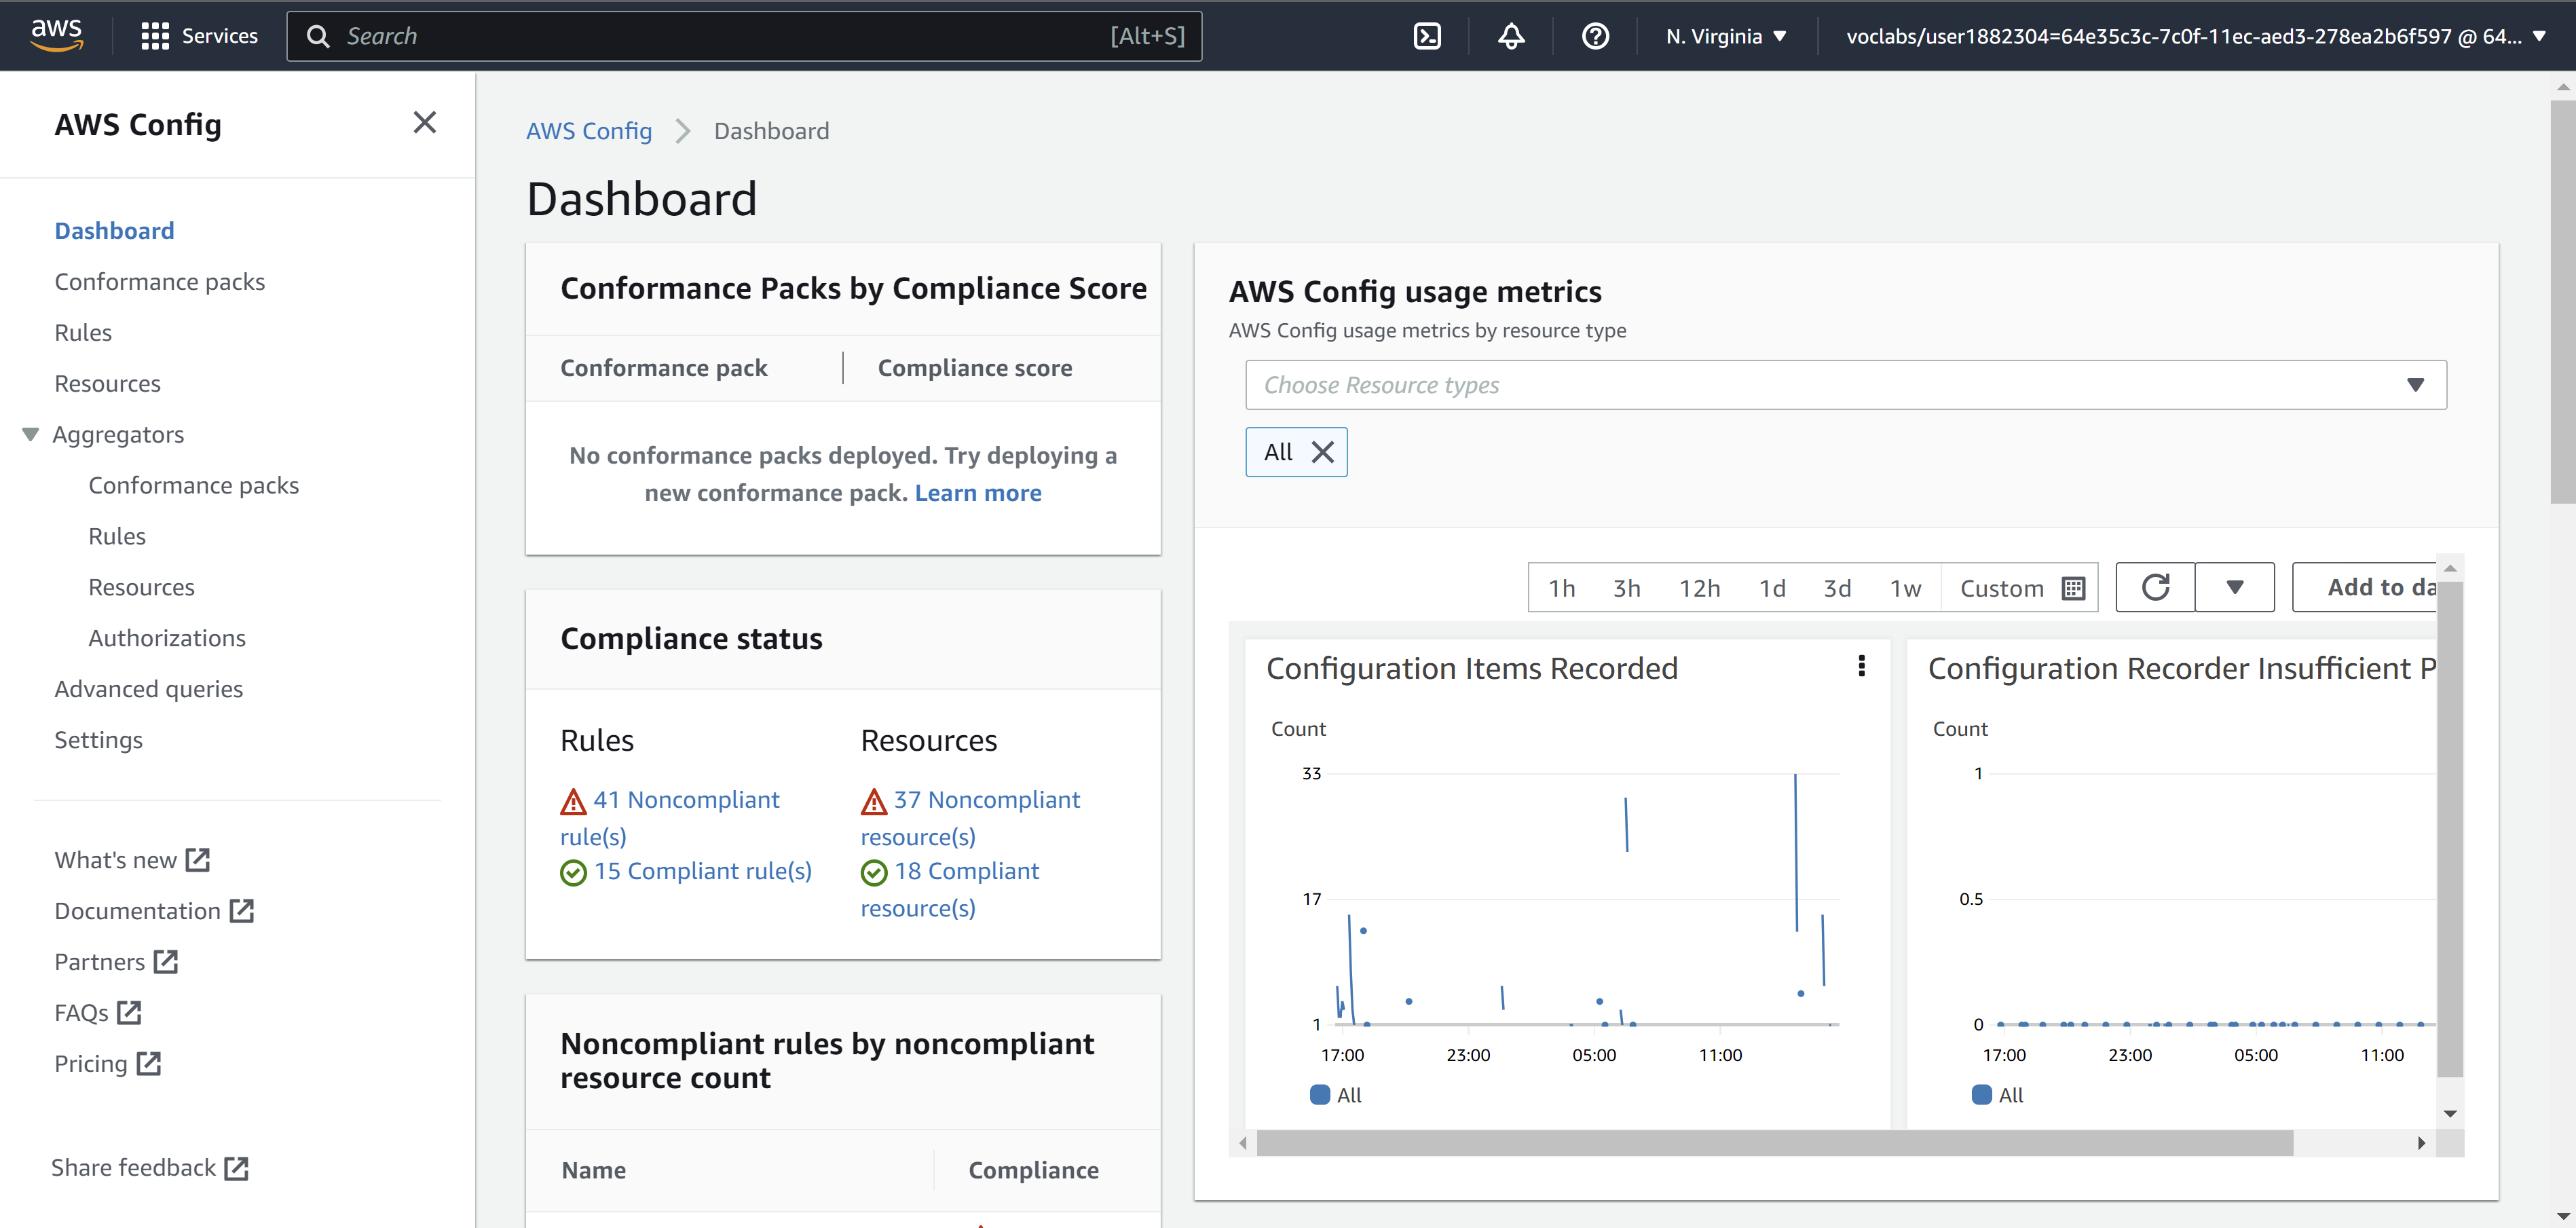 aws
Services
Search [Alt+S]
N. Virginia
voclabs/user1882304=64e35c3c-7c0f-11ec-aed3-278ea2b6f597 @ 64...
AWS Config
Dashboard
Conformance packs
Rules
Resources
Aggregators
Conformance packs
Rules
Resources
Authorizations
Advanced queries
Settings
What's new
Documentation
Partners
FAQs
Pricing
Share feedback
AWS Config Dashboard
Dashboard
Conformance Packs by Compliance Score
Conformance pack Compliance score
No conformance packs deployed. Try deploying a
new conformance pack. Learn more
Compliance status
Rules
41 Noncompliant
rule(s)
15 Compliant rule(s)
Resources
37 Noncompliant
resource(s)
18 Compliant
resource(s)
Noncompliant rules by noncompliant
resource count
Name Compliance
AWS Config usage metrics
AWS Config usage metrics by resource type
Choose Resource types
All
1h 3h 12h 1d 3d 1w Custom
Add to da
Configuration Items Recorded
Count
33
17
1
17:00 23:00 05:00 11:00
All
Configuration Recorder Insufficient P
Count
1
0.5
0
17:00 23:00 05:00 11:00
All